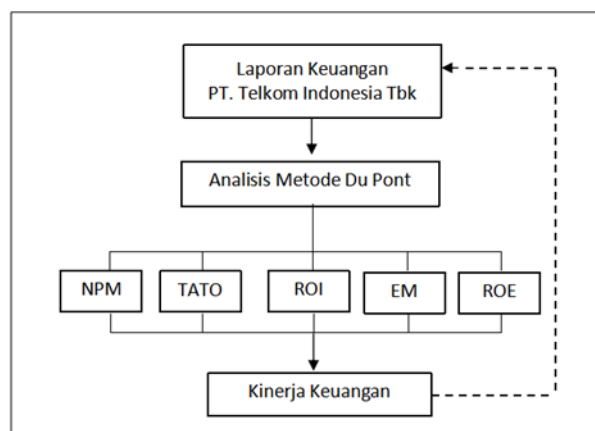 Laporan Keuangan
PT. Telkom Indonesia Tbk
Analisis Metode Du Pont
NPM
TATO
ROI
EM
ROE
Kinerja Keuangan